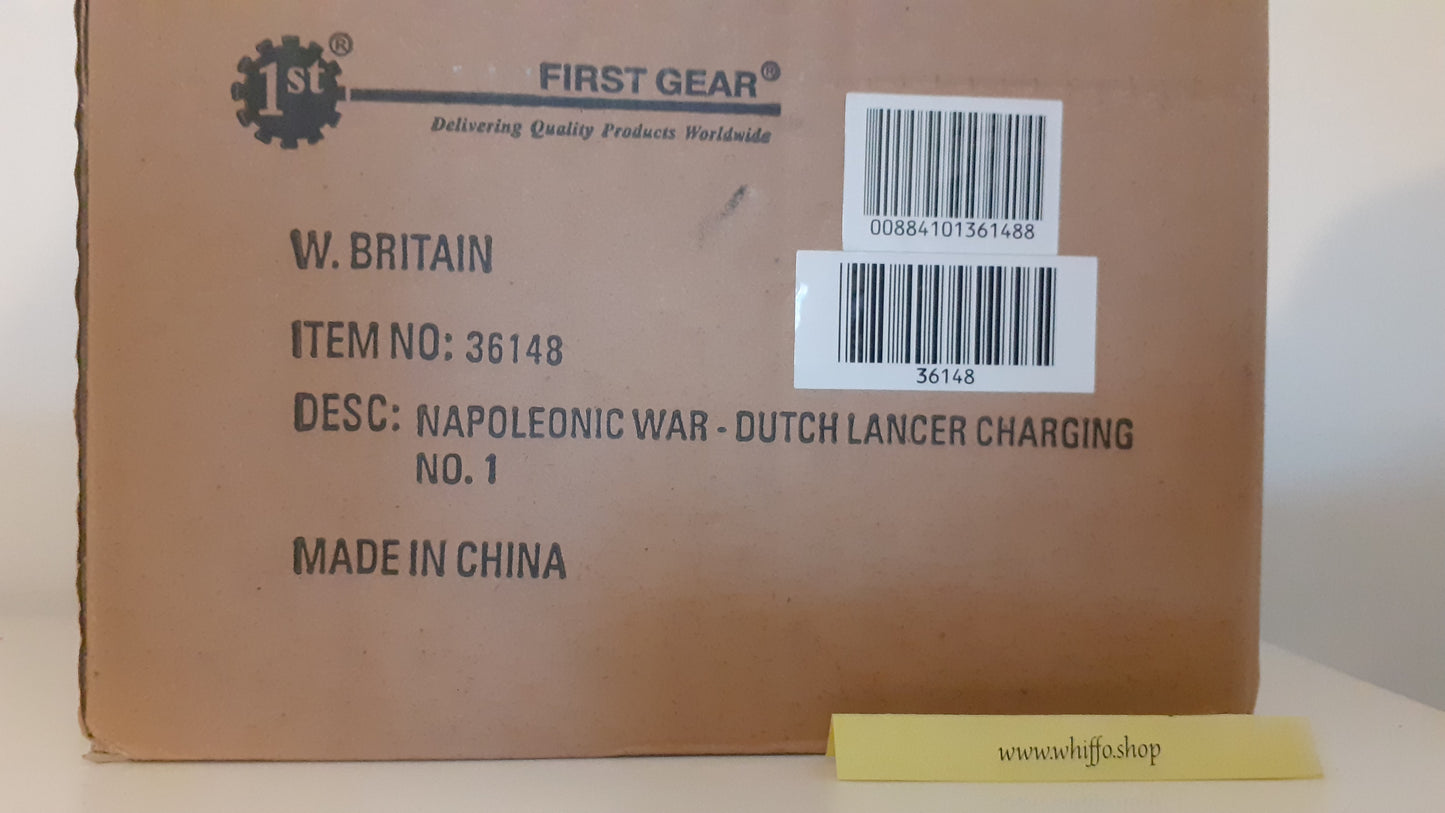 1st®
FIRST GEAR®
Delivering Quality Products Worldwide
00884101361488
W. BRITAIN
ITEM NO: 36148
36148
DESC: NAPOLEONIC WAR - DUTCH LANCER CHARGING
NO. 1
MADE IN CHINA
www.whiffo.shop